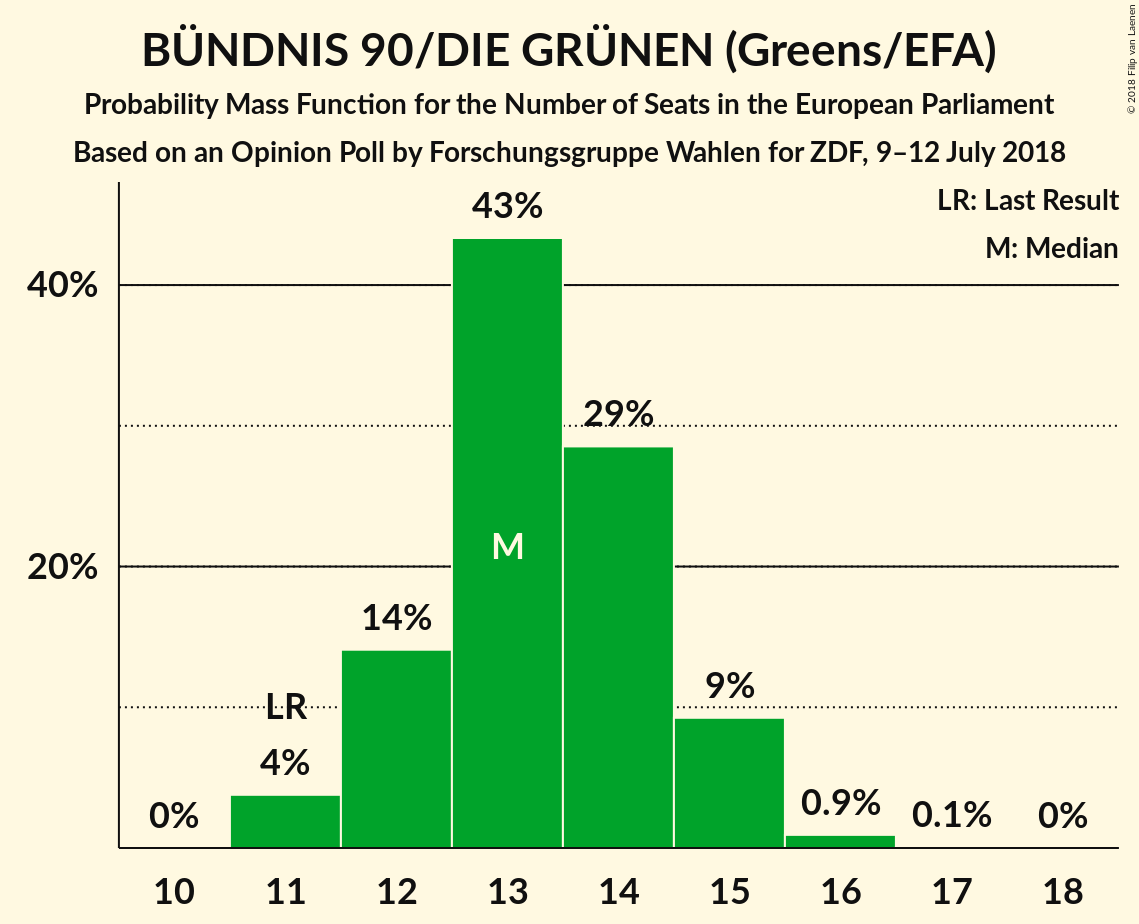 BÜNDNIS 90/DIE GRÜNEN (Greens/EFA)
Probability Mass Function for the Number of Seats in the European Parliament
Based on an Opinion Poll by Forschungsgruppe Wahlen for ZDF, 9–12 July 2018
© 2018 Filip van Laenen
LR: Last Result
M: Median
43%
40%
29%
M
20%
14%
9%
LR
4%
0%
0.9%
0.1%
0%
10 11 12 13 14 15 16 17 18